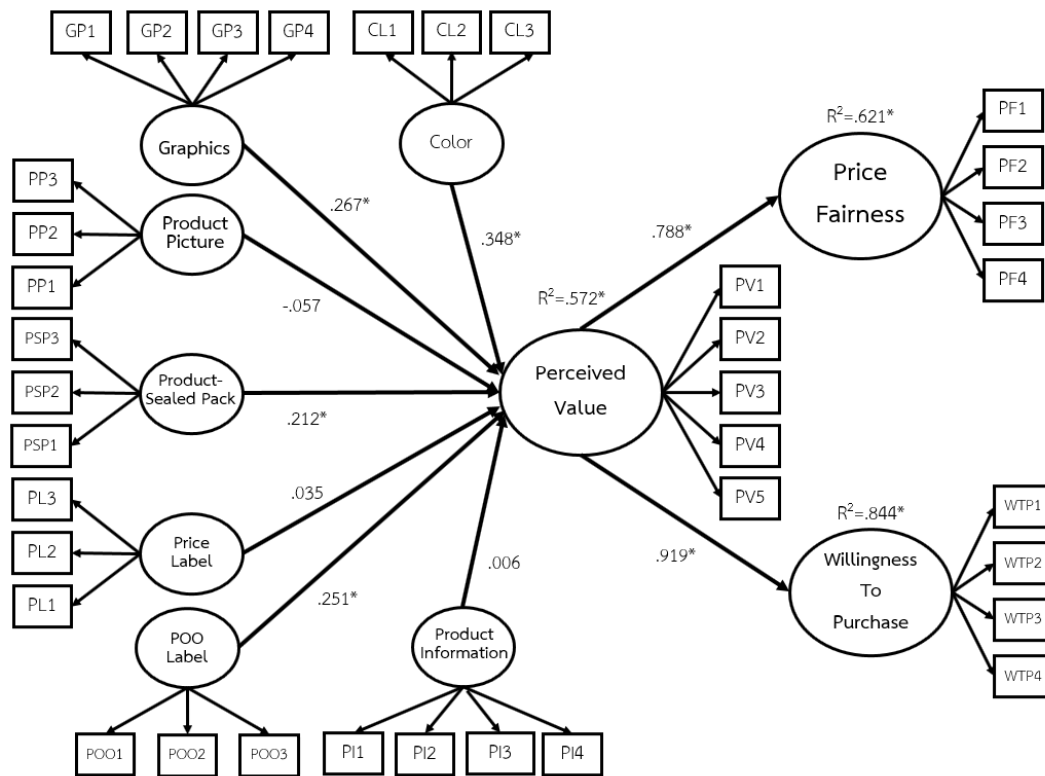 GP1
GP2
GP3
GP4
CL1
CL2
CL3
Graphics
Color
R²=.621*
Price
Fairness
PF1
PF2
PF3
PF4
PP3
PP2
PP1
Product
Picture
.267*
.348*
.788*
-.057
R²=.572*
Perceived
Value
PV1
PV2
PV3
PV4
PV5
PSP3
PSP2
PSP1
Product-
Sealed Pack
.212*
PL3
PL2
PL1
Price
Label
.035
.251*
.006
.919*
R²=.844*
Willingness
To
Purchase
WTP1
WTP2
WTP3
WTP4
POO
Label
Product
Information
POO1
POO2
POO3
PI1
PI2
PI3
PI4